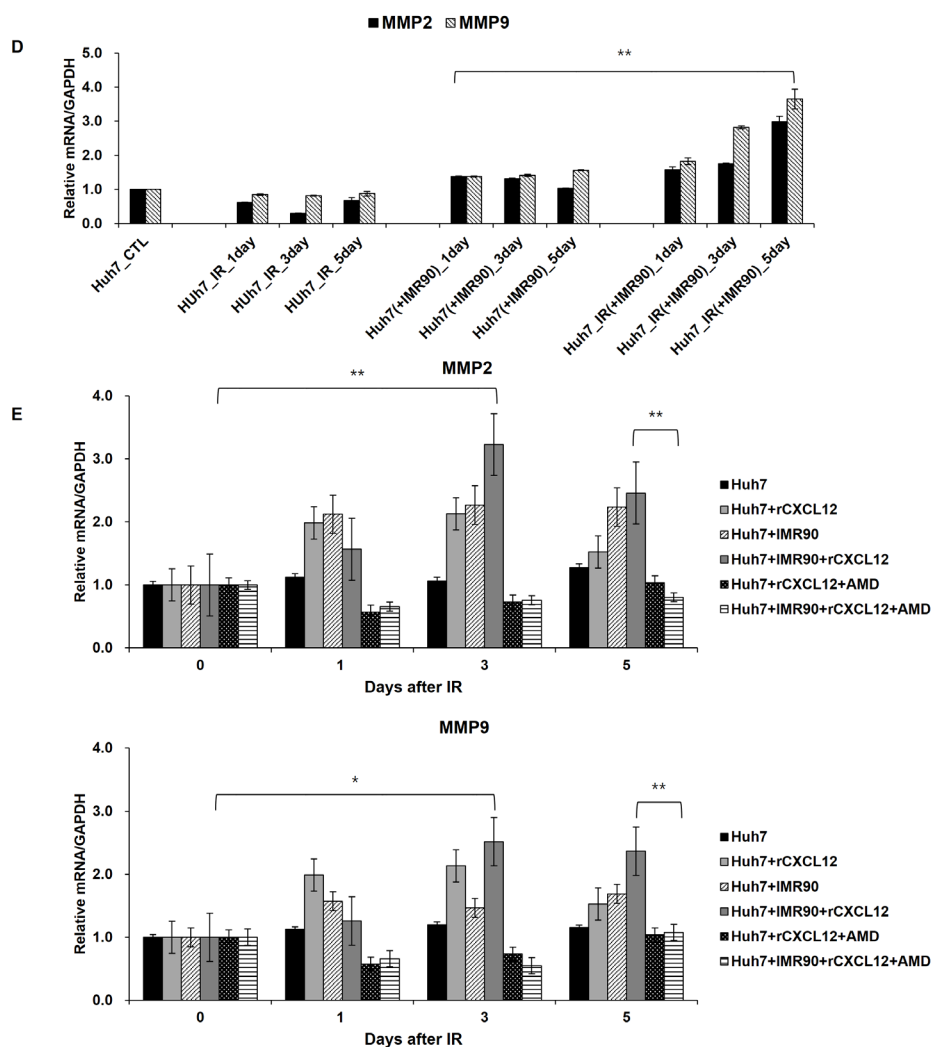 MMP2 MMP9
D
**
5.0
4.0
3.0
2.0
1.0
0.0
Relative mRNA/GAPDH
Huh7_CTL
HUh7_IR_1day
HUh7_IR_3day
HUh7_IR_5day
Huh7(+IMR90)_1day
Huh7(+IMR90)_3day
Huh7(+IMR90)_5day
Huh7_IR(+IMR90)_1day
Huh7_IR(+IMR90)_3day
Huh7_IR(+IMR90)_5day
MMP2
E
**
**
4.0
3.0
2.0
1.0
0.0
Relative mRNA/GAPDH
0 1 3 5
Days after IR
Huh7
Huh7+rCXCL12
Huh7+IMR90
Huh7+IMR90+rCXCL12
Huh7+rCXCL12+AMD
Huh7+IMR90+rCXCL12+AMD
MMP9
*
**
4.0
3.0
2.0
1.0
0.0
Relative mRNA/GAPDH
0 1 3 5
Days after IR
Huh7
Huh7+rCXCL12
Huh7+IMR90
Huh7+IMR90+rCXCL12
Huh7+rCXCL12+AMD
Huh7+IMR90+rCXCL12+AMD